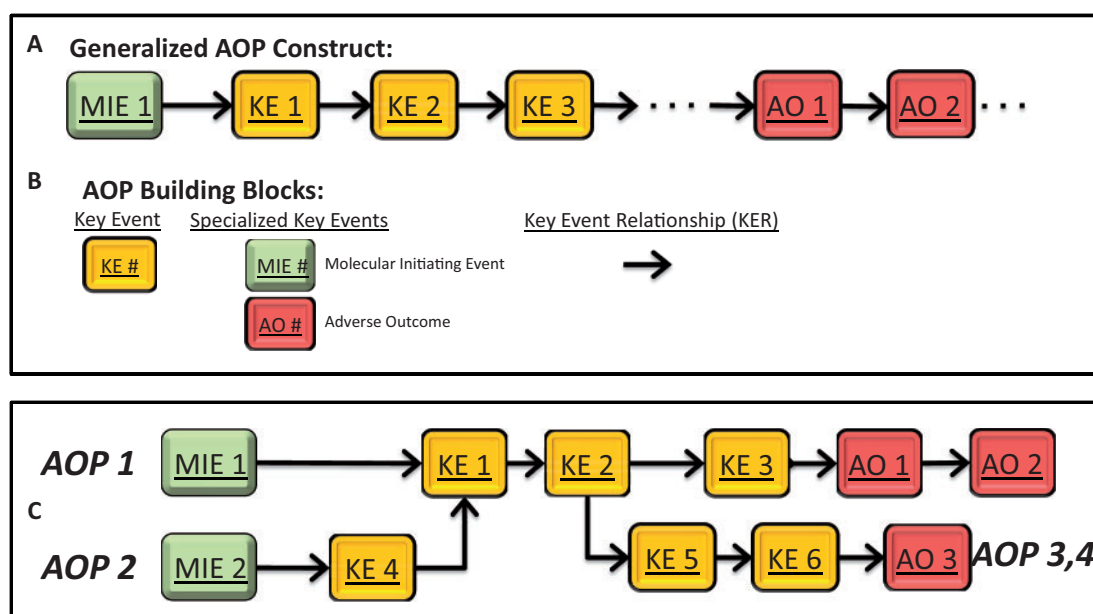 A Generalized AOP Construct:
MIE 1 KE 1 KE 2 KE 3 . . . . AO 1 AO 2 . . .
B AOP Building Blocks:
Key Event Specialized Key Events Key Event Relationship (KER)
KE # MIE # Molecular Initiating Event
AO # Adverse Outcome
AOP 1 MIE 1 KE 1 KE 2 KE 3 AO 1 AO 2
C
AOP 2 MIE 2 KE 4 KE 5 KE 6 AO 3 AOP 3,4